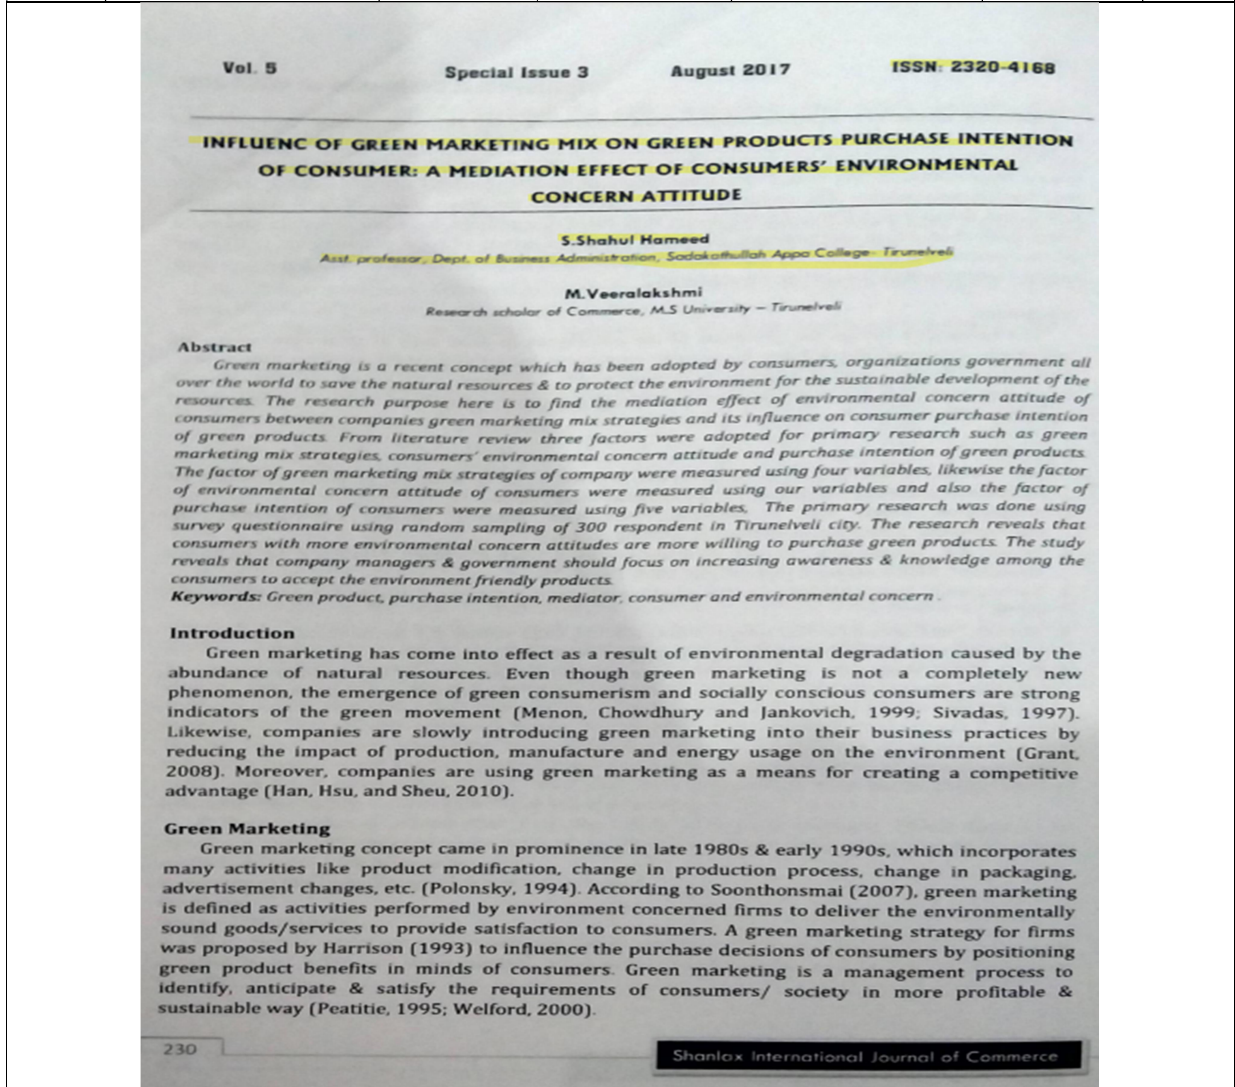 Vol. 5 Special Issue 3 August 2017 ISSN: 2320-4168
INFLUENC OF GREEN MARKETING MIX ON GREEN PRODUCTS PURCHASE INTENTION
OF CONSUMER: A MEDIATION EFFECT OF CONSUMERS' ENVIRONMENTAL
CONCERN ATTITUDE
S.Shahul Hameed
Asst. professor, Dept. of Business Administration, Sadakathullah Appa College- Tirunelveli
M.Veeralakshmi
Research scholar of Commerce, M.S University – Tirunelveli
Abstract
Green marketing is a recent concept which has been adopted by consumers, organizations government all
over the world to save the natural resources & to protect the environment for the sustainable development of the
resources. The research purpose here is to find the mediation effect of environmental concern attitude of
consumers between companies green marketing mix strategies and its influence on consumer purchase intention
of green products. From literature review three factors were adopted for primary research such as green
marketing mix strategies, consumers' environmental concern attitude and purchase intention of green products.
The factor of green marketing mix strategies of company were measured using four variables, likewise the factor
of environmental concern attitude of consumers were measured using our variables and also the factor of
purchase intention of consumers were measured using five variables. The primary research was done using
survey questionnaire using random sampling of 300 respondent in Tirunelveli city. The research reveals that
consumers with more environmental concern attitudes are more willing to purchase green products. The study
reveals that company managers & government should focus on increasing awareness & knowledge among the
consumers to accept the environment friendly products.
Keywords: Green product, purchase intention, mediator, consumer and environmental concern .
Introduction
Green marketing has come into effect as a result of environmental degradation caused by the
abundance of natural resources. Even though green marketing is not a completely new
phenomenon, the emergence of green consumerism and socially conscious consumers are strong
indicators of the green movement (Menon, Chowdhury and Jankovich, 1999; Sivadas, 1997).
Likewise, companies are slowly introducing green marketing into their business practices by
reducing the impact of production, manufacture and energy usage on the environment (Grant,
2008). Moreover, companies are using green marketing as a means for creating a competitive
advantage (Han, Hsu, and Sheu, 2010).
Green Marketing
Green marketing concept came in prominence in late 1980s & early 1990s, which incorporates
many activities like product modification, change in production process, change in packaging,
advertisement changes, etc. (Polonsky, 1994). According to Soonthonsmai (2007), green marketing
is defined as activities performed by environment concerned firms to deliver the environmentally
sound goods/services to provide satisfaction to consumers. A green marketing strategy for firms
was proposed by Harrison (1993) to influence the purchase decisions of consumers by positioning
green product benefits in minds of consumers. Green marketing is a management process to
identify, anticipate & satisfy the requirements of consumers/ society in more profitable &
sustainable way (Peatitie, 1995; Welford, 2000).
230 Shanlax International Journal of Commerce